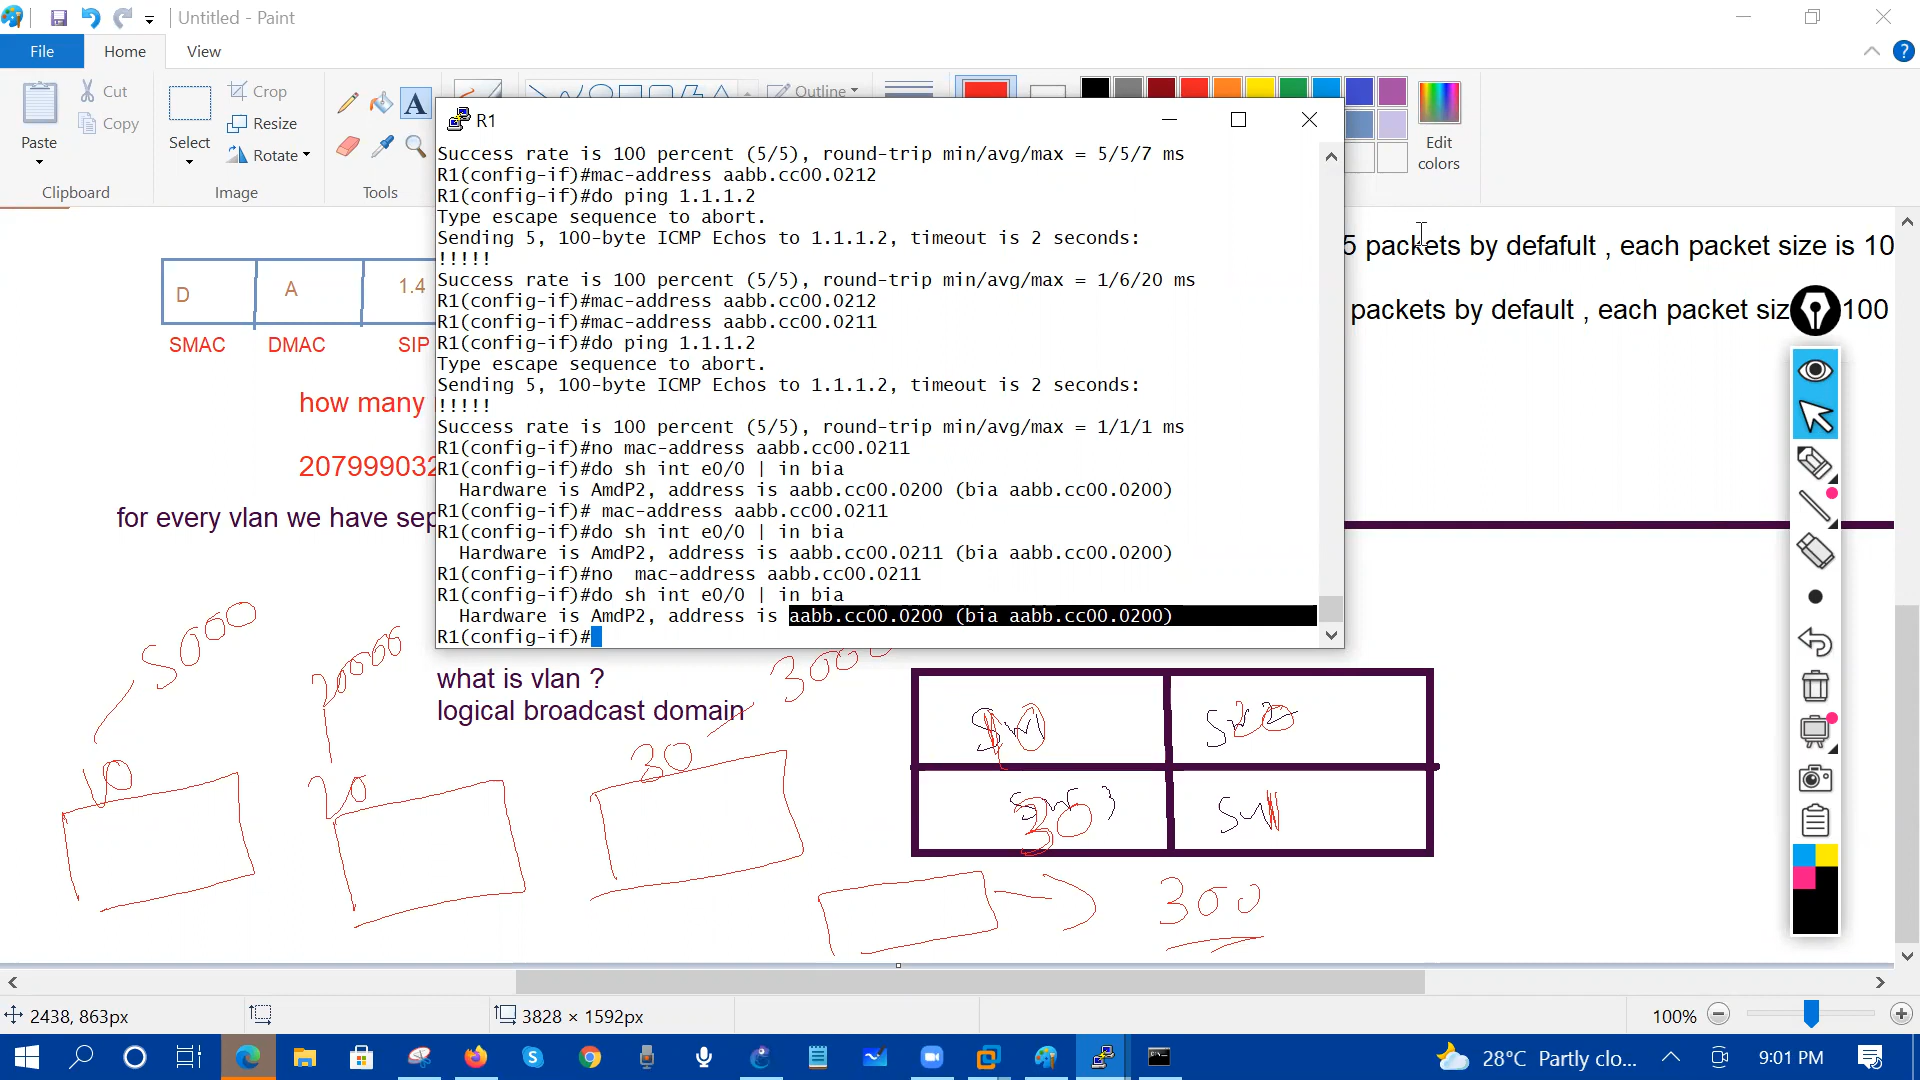 Untitled - Paint
File
Home
View
Paste
Cut
Copy
Clipboard
Select
Crop
Resize
Rotate
Image
Tools
Outline
Edit colors
R1
Success rate is 100 percent (5/5), round-trip min/avg/max = 5/5/7 ms
R1(config-if)#mac-address aabb.cc00.0212
R1(config-if)#do ping 1.1.1.2
Type escape sequence to abort.
Sending 5, 100-byte ICMP Echos to 1.1.1.2, timeout is 2 seconds:
!!!!!
Success rate is 100 percent (5/5), round-trip min/avg/max = 1/6/20 ms
R1(config-if)#mac-address aabb.cc00.0212
R1(config-if)#mac-address aabb.cc00.0211
R1(config-if)#do ping 1.1.1.2
Type escape sequence to abort.
Sending 5, 100-byte ICMP Echos to 1.1.1.2, timeout is 2 seconds:
!!!!!
Success rate is 100 percent (5/5), round-trip min/avg/max = 1/1/1 ms
R1(config-if)#no mac-address aabb.cc00.0211
R1(config-if)#do sh int e0/0 | in bia
Hardware is AmdP2, address is aabb.cc00.0200 (bia aabb.cc00.0200)
R1(config-if)# mac-address aabb.cc00.0211
R1(config-if)#do sh int e0/0 | in bia
Hardware is AmdP2, address is aabb.cc00.0211 (bia aabb.cc00.0200)
R1(config-if)#no  mac-address aabb.cc00.0211
R1(config-if)#do sh int e0/0 | in bia
Hardware is AmdP2, address is aabb.cc00.0200 (bia aabb.cc00.0200)
R1(config-if)#
5 packets by defafult , each packet size is 10
packets by default , each packet siz 100
D A 1.4
SMAC DMAC SIP
how many
207999032
for every vlan we have sep
5000
20000
3000
what is vlan ?
logical broadcast domain
10
20
30
30
300
2438, 863px
3828 × 1592px
100%
28°C Partly clo...
9:01 PM